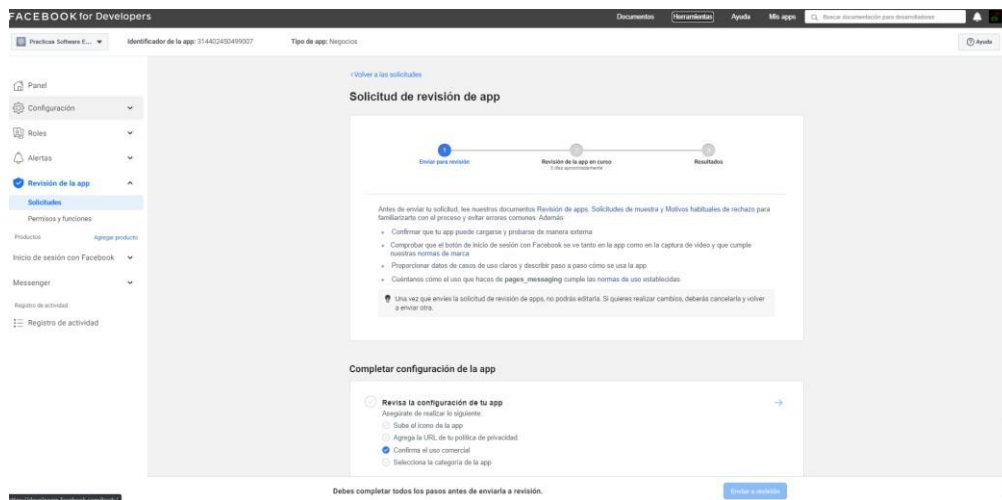 FACEBOOK for Developers
Documentos
Herramientas
Ayuda
Mis apps
Buscar documentación para desarrolladores
Practicas Software E...
Identificador de la app: 314402450499007
Tipo de app: Negocios
Ayuda
Panel
Configuración
Roles
Alertas
Revisión de la app
Solicitudes
Permisos y funciones
Productos
Agregar producto
Inicio de sesión con Facebook
Messenger
Registro de actividad
Registro de actividad
Volver a las solicitudes
Solicitud de revisión de app
1
Enviar para revisión
2
Revisión de la app en curso
3
Resultados
Antes de enviar tu solicitud, lee nuestros documentos Revisión de apps, Solicitudes de muestra y Motivos habituales de rechazo para
familiarizarte con el proceso y evitar errores comunes. Además:
Confirmar que tu app puede cargarse y probarse de manera externa
Comprobar que el botón de inicio de sesión con Facebook se ve tanto en la app como en la captura de video y que cumple
nuestras normas de marca
Proporcionar datos de casos de uso claros y describir paso a paso cómo se usa la app
Cuéntanos cómo el uso que haces de pages_messaging cumple las normas de uso establecidas.
Una vez que envíes la solicitud de revisión de apps, no podrás editarla. Si quieres realizar cambios, deberás cancelarla y volver
a enviar otra.
Completar configuración de la app
Revisa la configuración de tu app
Asegúrate de realizar lo siguiente:
Sube el icono de la app
Agrega la URL de tu política de privacidad
Confirma el uso comercial
Selecciona la categoría de la app
Debes completar todos los pasos antes de enviarla a revisión.
Enviar a revisión